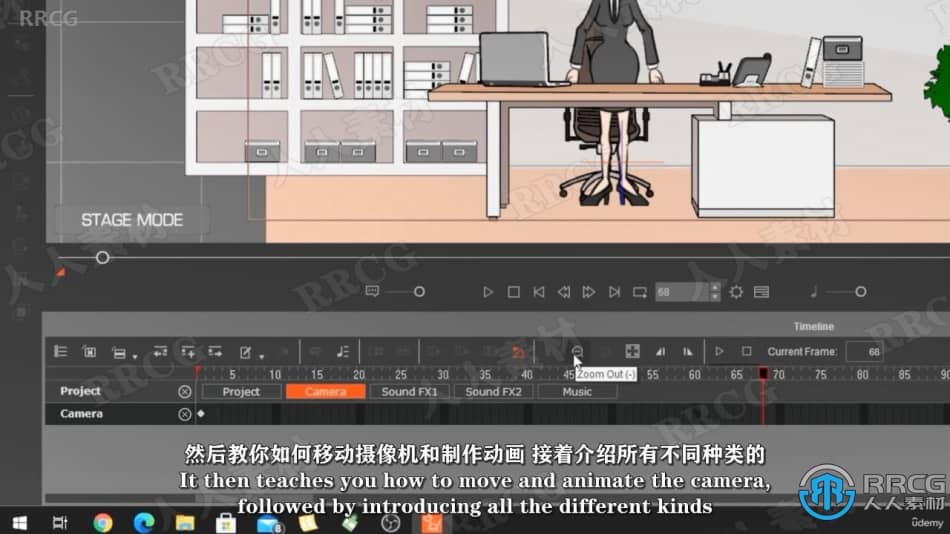 RRCG
STAGE MODE
68
Timeline
Current Frame: 68
Zoom Out (-)
5 10 15 20 25 30 35 40 45 55 60 65 70 75 80 85 90
Project Project Camera Sound FX1 Sound FX2 Music
Camera
然后教你如何移动摄像机和制作动画 接着介绍所有不同种类的
It then teaches you how to move and animate the camera,
followed by introducing all the different kinds
RRCG
人人素材
ûdemy
8